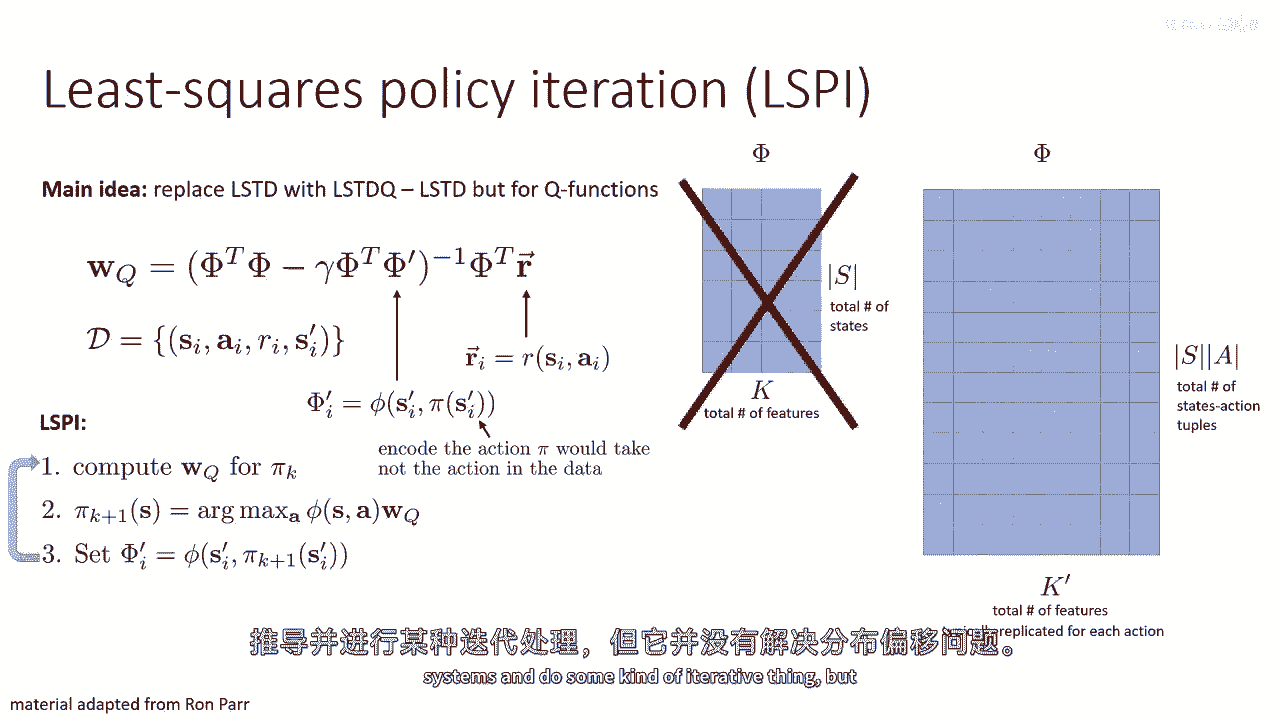 Least-squares policy iteration (LSPI)
Main idea: replace LSTD with LSTDQ – LSTD but for Q-functions
$\mathbf{w}_Q = (\Phi^T\Phi - \gamma\Phi^T\Phi')^{-1}\Phi^T\vec{\mathbf{r}}$
$\mathcal{D} = \{(\mathbf{s}_i, \mathbf{a}_i, r_i, \mathbf{s}'_i)\}$
$\vec{\mathbf{r}}_i = r(\mathbf{s}_i, \mathbf{a}_i)$
$\Phi'_i = \phi(\mathbf{s}'_i, \pi(\mathbf{s}'_i))$
encode the action π would take
not the action in the data
LSPI:
1. compute $\mathbf{w}_Q$ for $\pi_k$
2. $\pi_{k+1}(\mathbf{s}) = \arg\max_{\mathbf{a}} \phi(\mathbf{s}, \mathbf{a})\mathbf{w}_Q$
3. Set $\Phi'_i = \phi(\mathbf{s}'_i, \pi_{k+1}(\mathbf{s}'_i))$
Φ
|S|
total # of
states
K
total # of features
Φ
|S||A|
total # of
states-action
tuples
K′
total # of features
replicated for each action
推导并进行某种迭代处理，但它并没有解决分布偏移问题。
systems and do some kind of iterative thing, but
material adapted from Ron Parr